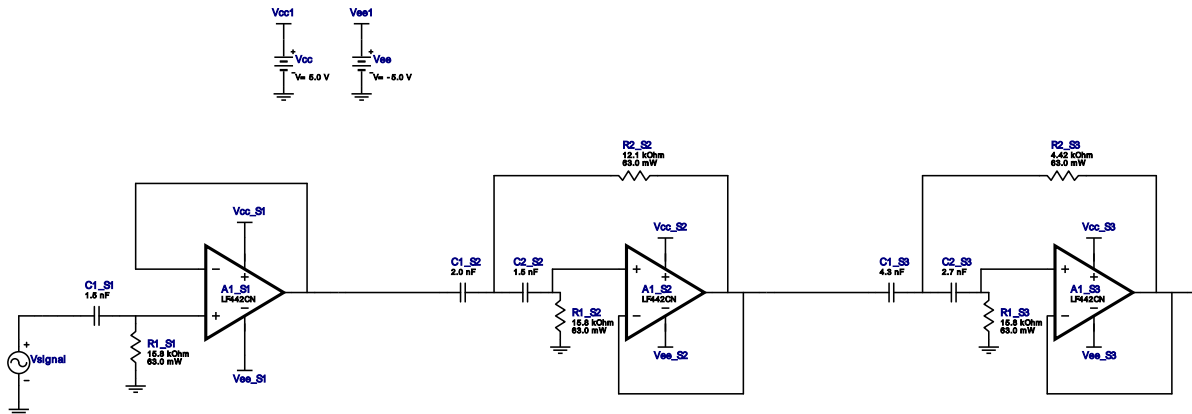 Vcc1
Vee1
+
Vcc
V= 5.0 V
+
Vee
V= -5.0 V
R2_S2
12.1 kOhm
63.0 mW
R2_S3
4.42 kOhm
63.0 mW
Vcc_S1
Vcc_S2
Vcc_S3
C1_S1
1.5 nF
A1_S1
LF442CN
C1_S2
2.0 nF
C2_S2
1.5 nF
A1_S2
LF442CN
C1_S3
4.3 nF
C2_S3
2.7 nF
A1_S3
LF442CN
R1_S1
15.8 kOhm
63.0 mW
R1_S2
15.8 kOhm
63.0 mW
R1_S3
15.8 kOhm
63.0 mW
Vsignal
Vee_S1
Vee_S2
Vee_S3